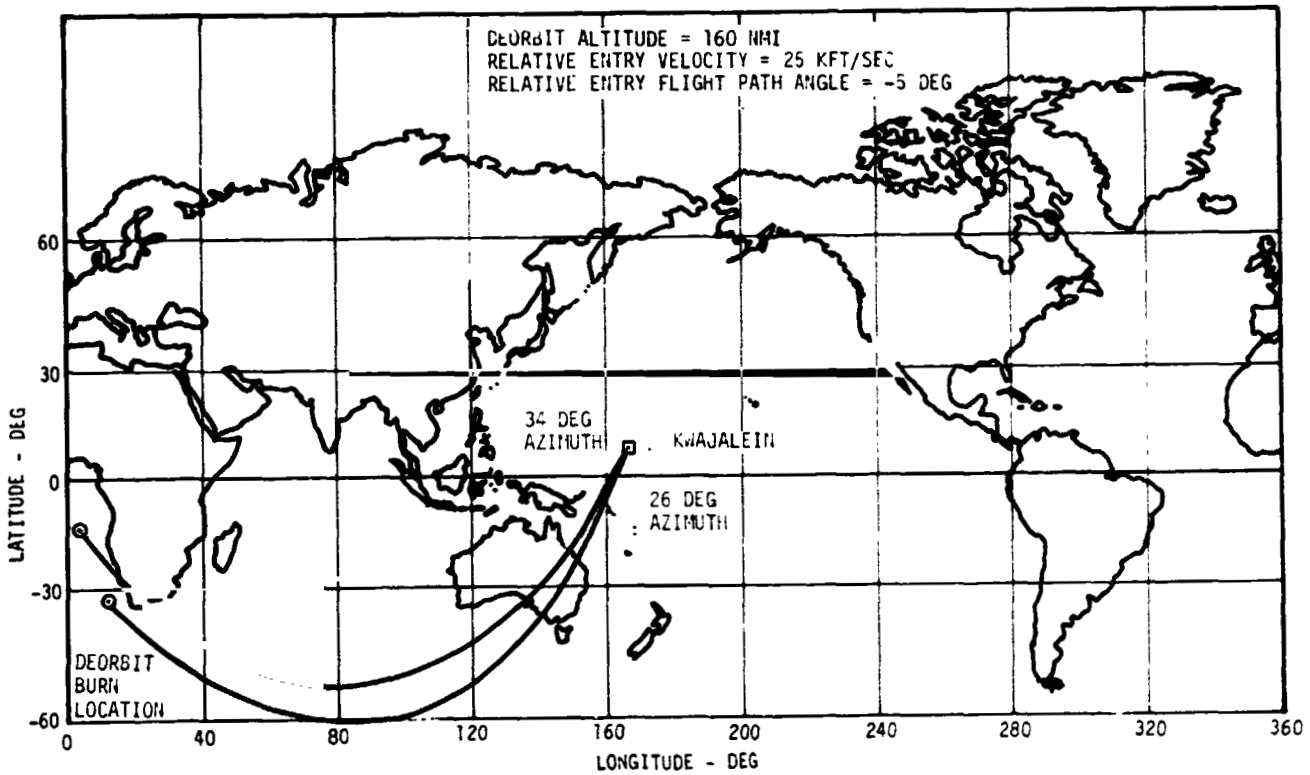 DEORBIT ALTITUDE = 160 NMI
RELATIVE ENTRY VELOCITY = 25 KFT/SEC
RELATIVE ENTRY FLIGHT PATH ANGLE = -5 DEG
60
30
0
-30
-60
LATITUDE - DEG
34 DEG
AZIMUTH
KWAJALEIN
26 DEG
AZIMUTH
DEORBIT
BURN
LOCATION
0 40 80 120 160 200 240 280 320 360
LONGITUDE - DEG